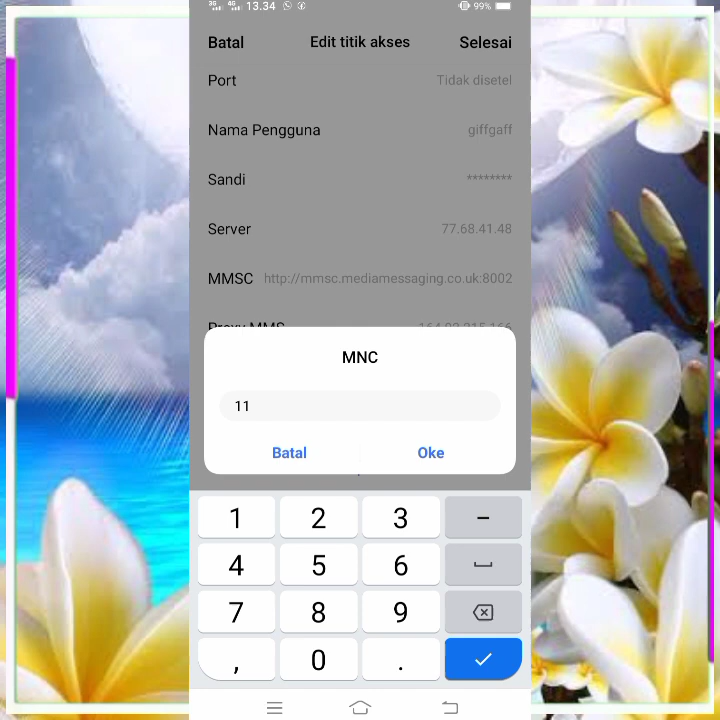 3G 4G 13.34 99%
Batal Edit titik akses Selesai
Port Tidak disetel
Nama Pengguna giffgaff
Sandi ********
Server 77.68.41.48
MMSC http://mmsc.mediamessaging.co.uk:8002
MNC
11
Batal Oke
1 2 3 -
4 5 6
7 8 9
, 0 .